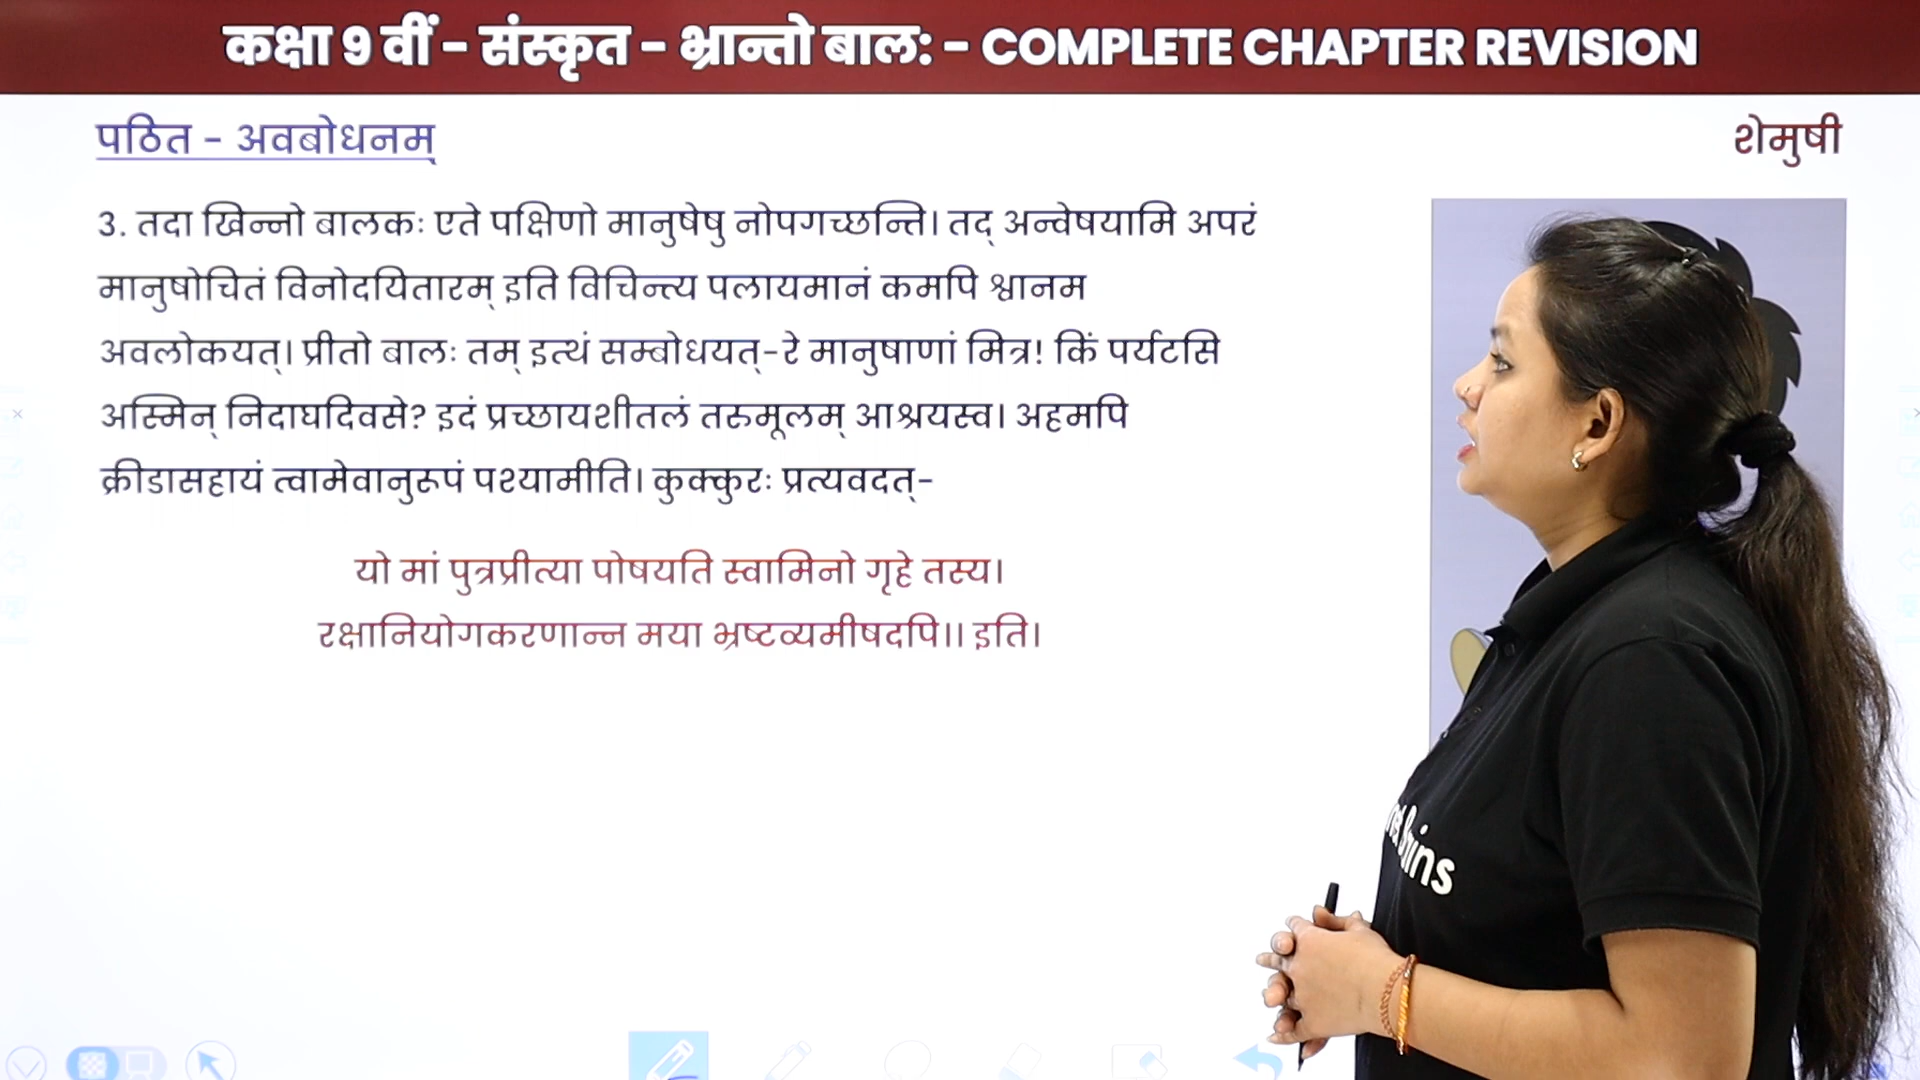 कक्षा 9 वीं - संस्कृत - भ्रान्तो बाल: - COMPLETE CHAPTER REVISION
पठित - अवबोधनम्
शेमुषी
3. तदा खिन्नो बालकः एते पक्षिणो मानुषेषु नोपगच्छन्ति। तद् अन्वेषयामि अपरं
मानुषोचितं विनोदयितारम् इति विचिन्त्य पलायमानं कमपि श्वानम
अवलोकयत्। प्रीतो बालः तम् इत्थं सम्बोधयत्-रे मानुषाणां मित्र! किं पर्यटसि
अस्मिन् निदाघदिवसे? इदं प्रच्छायशीतलं तरुमूलम् आश्रयस्व। अहमपि
क्रीडासहायं त्वामेवानुरूपं पश्यामीति। कुक्कुरः प्रत्यवदत्-
यो मां पुत्रप्रीत्या पोषयति स्वामिनो गृहे तस्य।
रक्षानियोगकरणान्न मया भ्रष्टव्यमीषदपि।। इति।